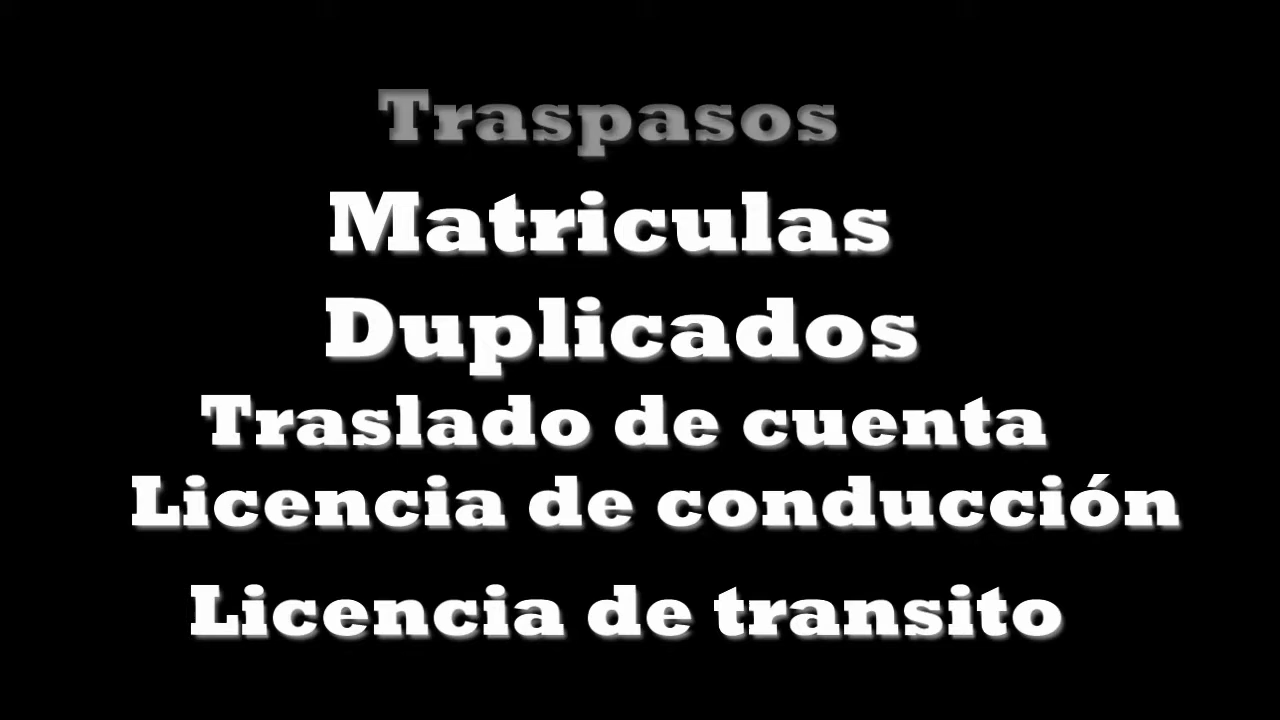 Traspasos
Matriculas
Duplicados
Traslado de cuenta
Licencia de conducción
Licencia de transito